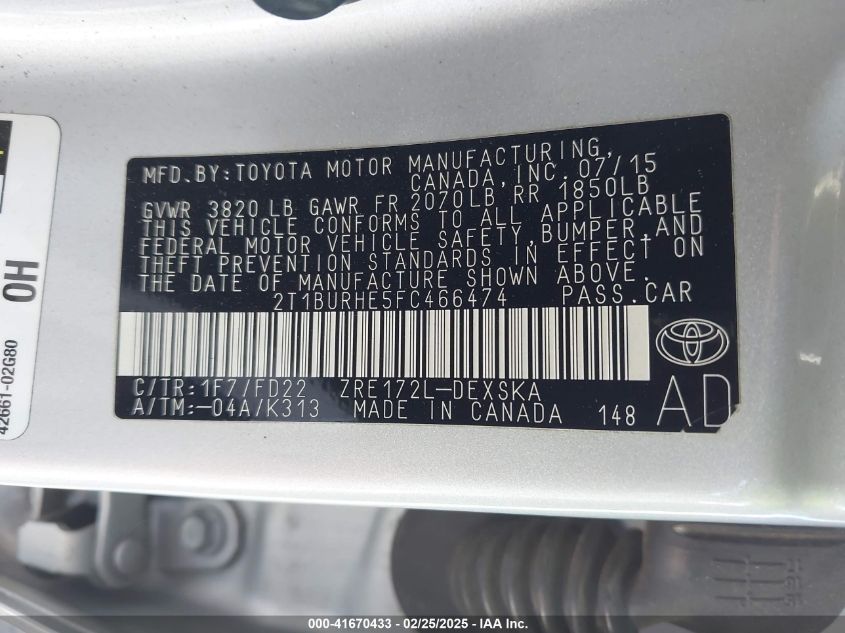 MFD. BY: TOYOTA MOTOR MANUFACTURING,
CANADA, INC. 07/15
GVWR 3820 LB GAWR FR 2070LB RR 1850LB
THIS VEHICLE CONFORMS TO ALL APPLICABLE
FEDERAL MOTOR VEHICLE SAFETY, BUMPER, AND
THEFT PREVENTION STANDARDS IN EFFECT ON
THE DATE OF MANUFACTURE SHOWN ABOVE.
2T1BURHE5FC466474 PASS. CAR
C/TR: 1F7/FD22 ZRE172L-DEXSKA
A/TM: -04A/K313 MADE IN CANADA 148 AD
0H
42661-02G80
000-41670433 - 02/25/2025 - IAA Inc.